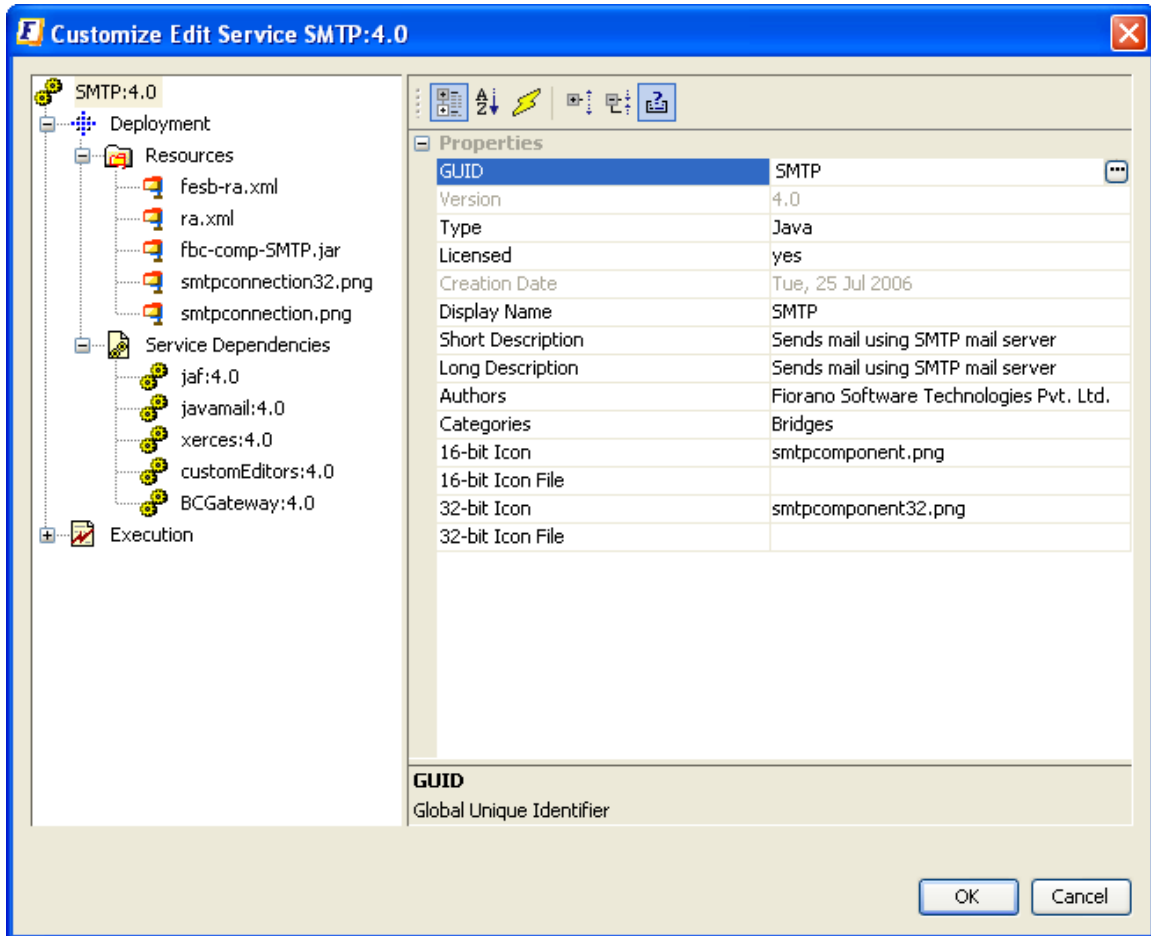 Customize Edit Service SMTP:4.0
SMTP:4.0
Deployment
Resources
fesb-ra.xml
ra.xml
fbc-comp-SMTP.jar
smtpconnection32.png
smtpconnection.png
Service Dependencies
jaf:4.0
javamail:4.0
xerces:4.0
customEditors:4.0
BCGateway:4.0
Execution
Properties
GUID SMTP
Version 4.0
Type Java
Licensed yes
Creation Date Tue, 25 Jul 2006
Display Name SMTP
Short Description Sends mail using SMTP mail server
Long Description Sends mail using SMTP mail server
Authors Fiorano Software Technologies Pvt. Ltd.
Categories Bridges
16-bit Icon smtpcomponent.png
16-bit Icon File
32-bit Icon smtpcomponent32.png
32-bit Icon File
GUID
Global Unique Identifier
OK Cancel